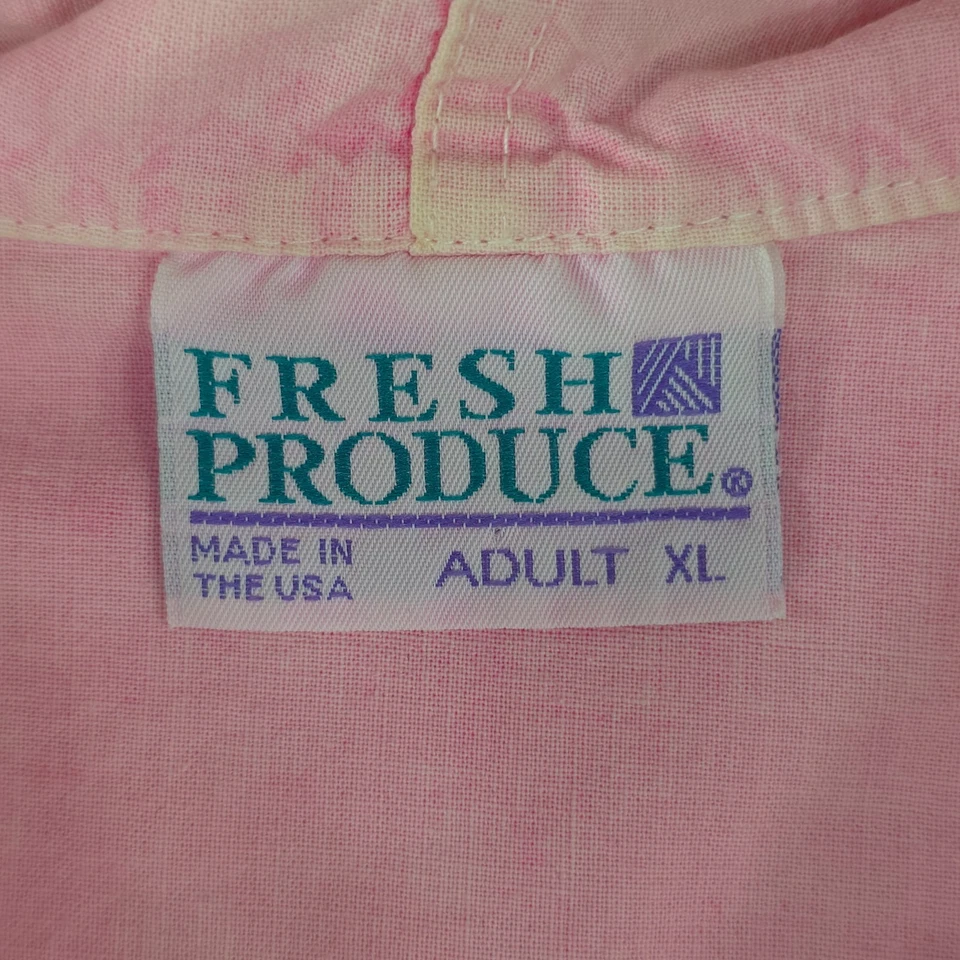 FRESH
PRODUCE®
MADE IN
THE USA
ADULT XL